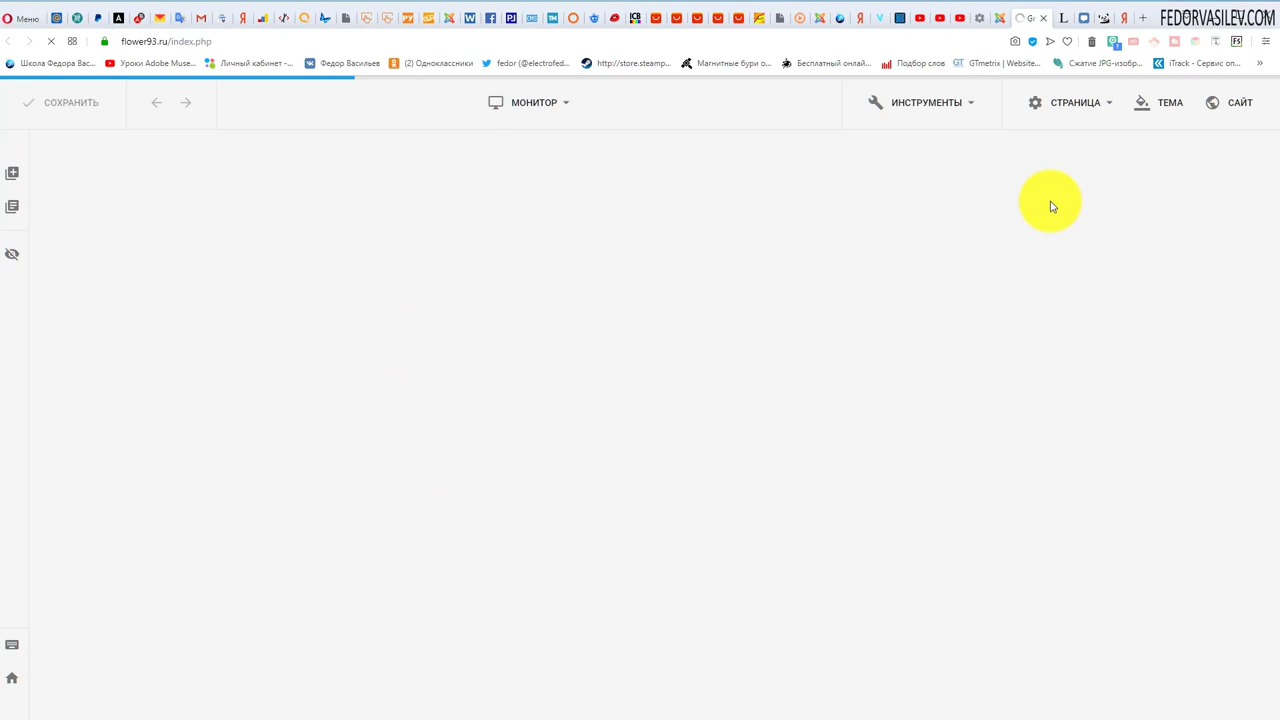 Меню
Gr
FEDORVASILEV.COM
flower93.ru/index.php
Школа Федора Вас...
Уроки Adobe Muse...
Личный кабинет -...
Федор Васильев
(2) Одноклассники
fedor (@electrofed...
http://store.steamp...
Магнитные бури о...
Бесплатный онлай...
Подбор слов
GTmetrix | Website...
Сжатие JPG-изобр...
iTrack - Сервис оп...
»
СОХРАНИТЬ
МОНИТОР
ИНСТРУМЕНТЫ
СТРАНИЦА
ТЕМА
САЙТ